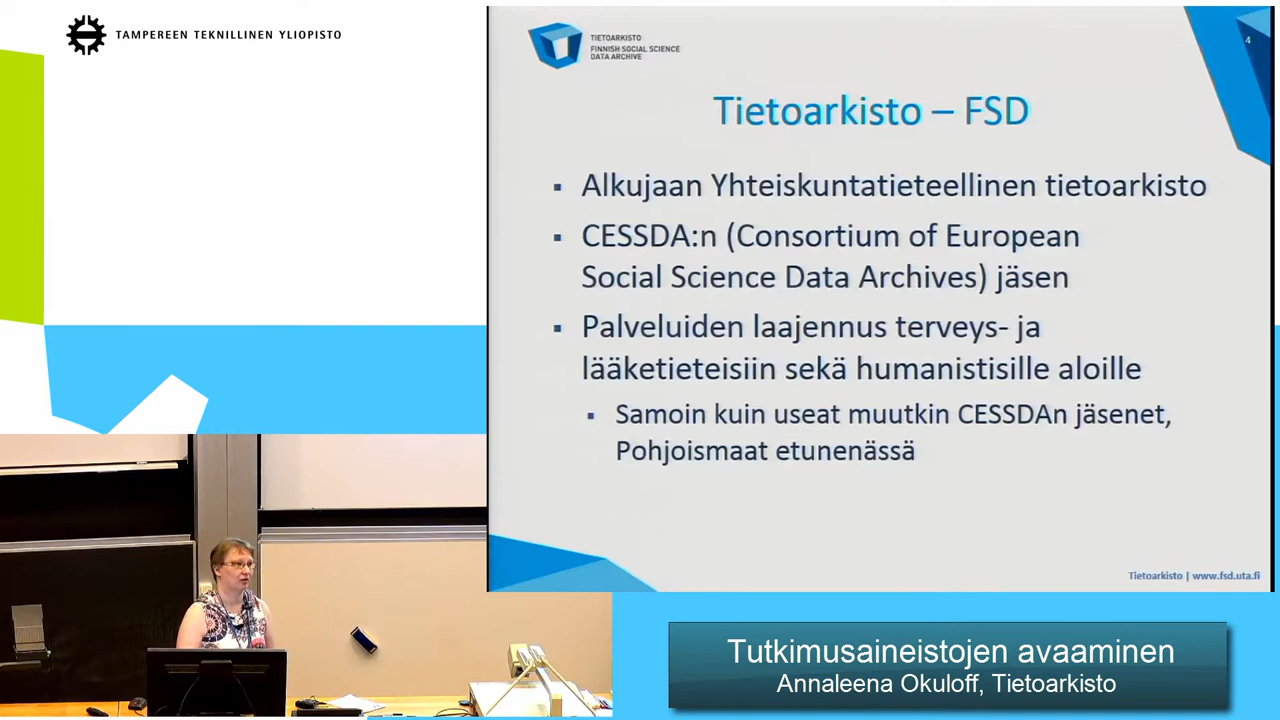 TAMPEREEN TEKNILLINEN YLIOPISTO
TIETOARKISTO
FINNISH SOCIAL SCIENCE
DATA ARCHIVE
4
Tietoarkisto – FSD
▪ Alkujaan Yhteiskuntatieteellinen tietoarkisto
▪ CESSDA:n (Consortium of European
Social Science Data Archives) jäsen
▪ Palveluiden laajennus terveys- ja
lääketieteisiin sekä humanistisille aloille
▪ Samoin kuin useat muutkin CESSDAn jäsenet,
Pohjoismaat etunenässä
Tietoarkisto | www.fsd.uta.fi
Tutkimusaineistojen avaaminen
Annaleena Okuloff, Tietoarkisto